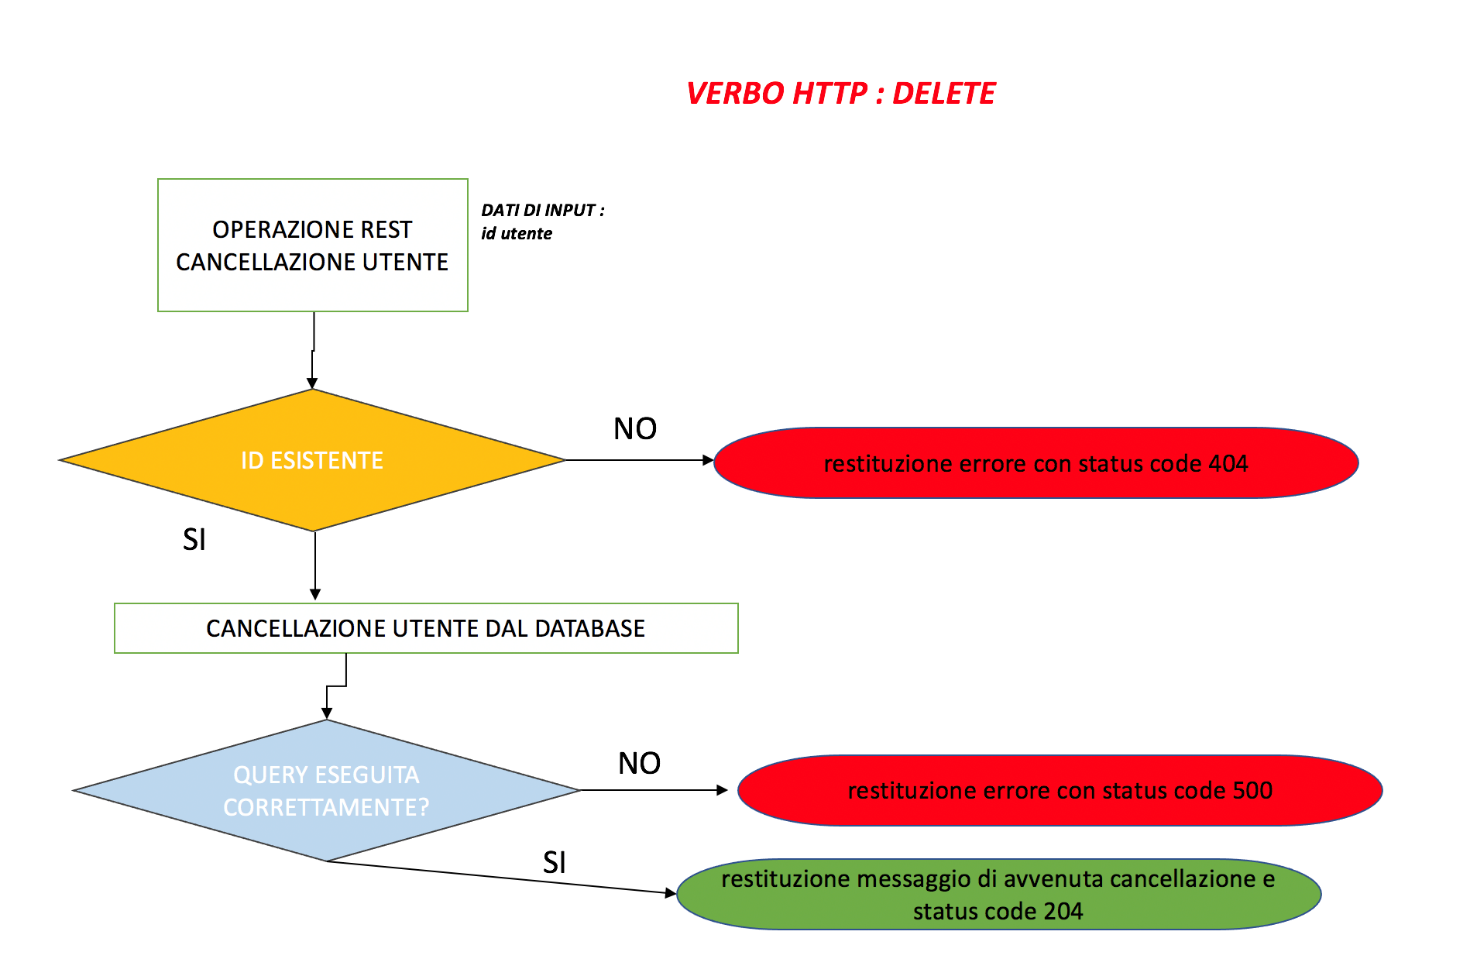 VERBO HTTP : DELETE
OPERAZIONE REST
CANCELLAZIONE UTENTE
DATI DI INPUT :
id utente
ID ESISTENTE
NO
restituzione errore con status code 404
SI
CANCELLAZIONE UTENTE DAL DATABASE
QUERY ESEGUITA
CORRETTAMENTE?
NO
restituzione errore con status code 500
SI
restituzione messaggio di avvenuta cancellazione e
status code 204